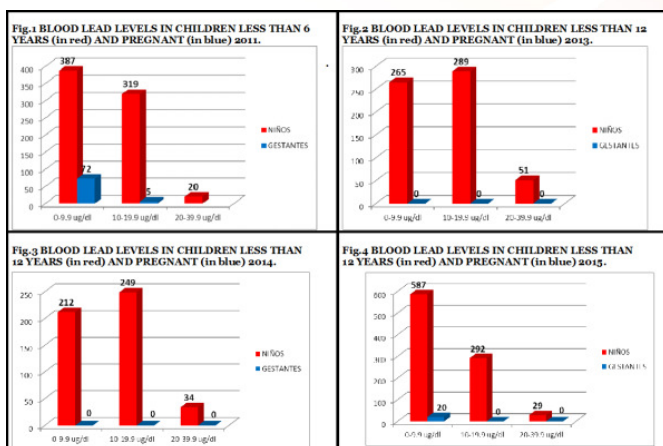 Fig.1 BLOOD LEAD LEVELS IN CHILDREN LESS THAN 6
YEARS (in red) AND PREGNANT (in blue) 2011.
400
350
300
250
200
150
100
50
0
387
72
319
5
20
0-9.9 ug/dl
10-19.9 ug/dl
20-39.9 ug/dl
NIÑOS
GESTANTES
Fig.2 BLOOD LEAD LEVELS IN CHILDREN LESS THAN 12
YEARS (in red) AND PREGNANT (in blue) 2013.
300
250
200
150
100
50
0
265
0
289
0
51
0
0-9.9 ug/dl
10-19.9 ug/dl
20-39.9 ug/dl
NIÑOS
GESTANTES
Fig.3 BLOOD LEAD LEVELS IN CHILDREN LESS THAN
12 YEARS (in red) AND PREGNANT (in blue) 2014.
250
200
150
100
50
0
212
0
249
0
34
0
0-9.9 ug/dl
10-19.9 ug/dl
20-39.9 ug/dl
NIÑOS
GESTANTES
Fig.4 BLOOD LEAD LEVELS IN CHILDREN LESS THAN
12 YEARS (in red) AND PREGNANT (in blue) 2015.
600
500
400
300
200
100
0
587
20
292
0
29
0
0-9.9 ug/dl
10-19.9 ug/dl
20-39.9 ug/dl
NIÑOS
GESTANTES